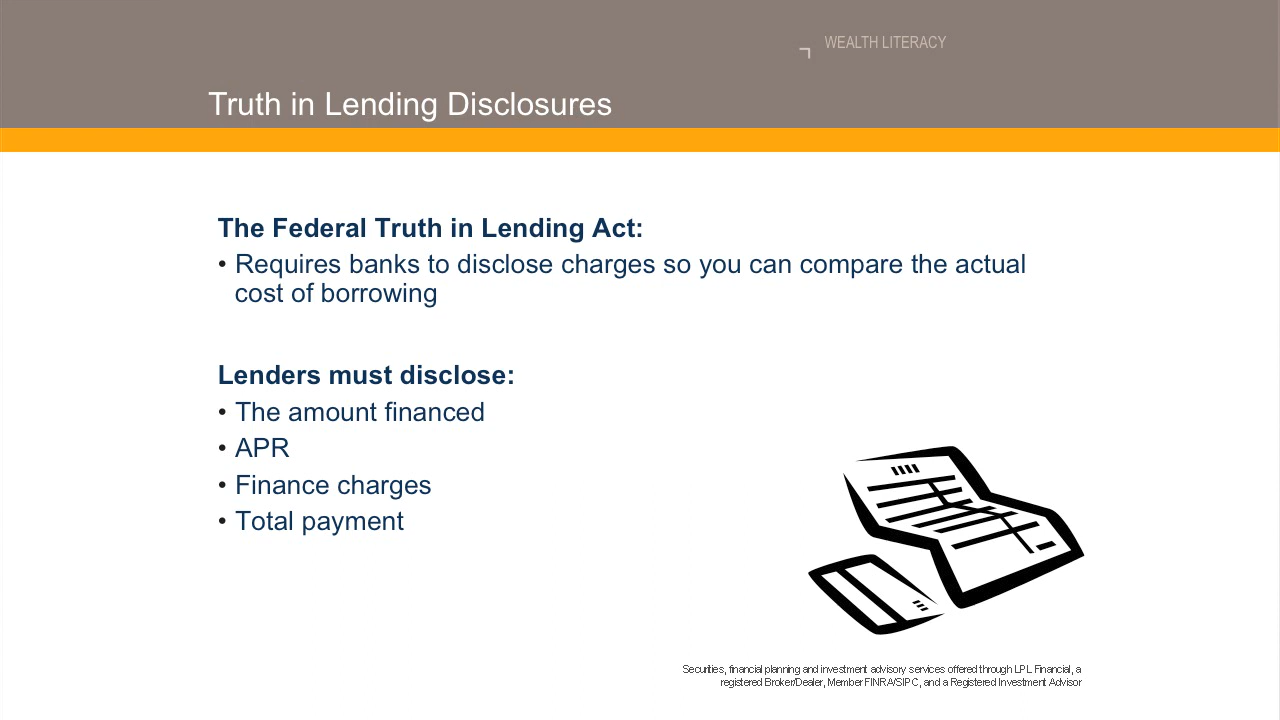 WEALTH LITERACY
Truth in Lending Disclosures
The Federal Truth in Lending Act:
• Requires banks to disclose charges so you can compare the actual
cost of borrowing
Lenders must disclose:
• The amount financed
• APR
• Finance charges
• Total payment
Securities, financial planning and investment advisory services offered through LPL Financial, a
registered Broker/Dealer, Member FINRA/SIPC, and a Registered Investment Advisor